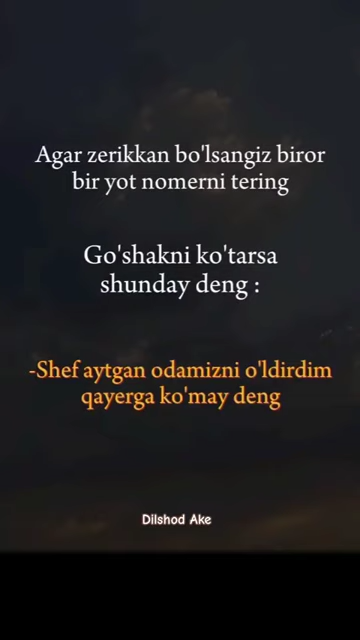 Agar zerikkan bo'lsangiz biror
bir yot nomerni tering
Go'shakni ko'tarsa
shunday deng :
-Shef aytgan odamizni o'ldirdim
qayerga ko'may deng
Dilshod Ake